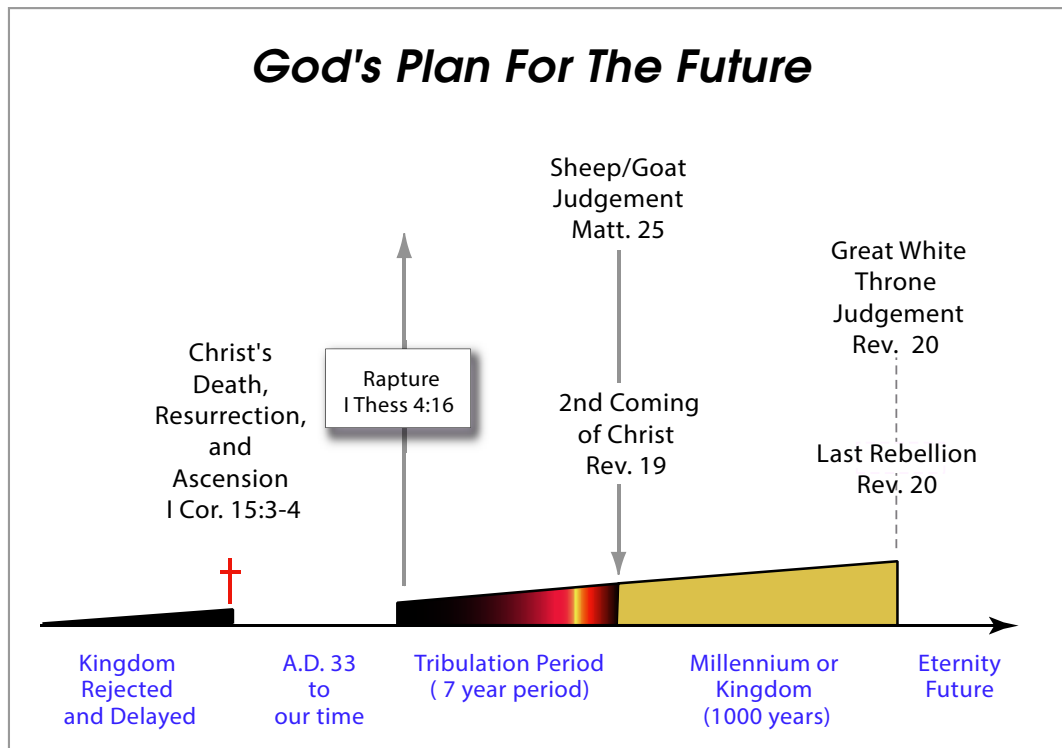 God's Plan For The Future
Sheep/Goat
Judgement
Matt. 25
Great White
Throne
Judgement
Rev.  20
Christ's
Death,
Resurrection,
and
Ascension
I Cor. 15:3-4
Rapture
I Thess 4:16
2nd Coming
of Christ
Rev. 19
Last Rebellion
Rev. 20
Kingdom
Rejected
and Delayed
A.D. 33
to
our time
Tribulation Period
( 7 year period)
Millennium or
Kingdom
(1000 years)
Eternity
Future